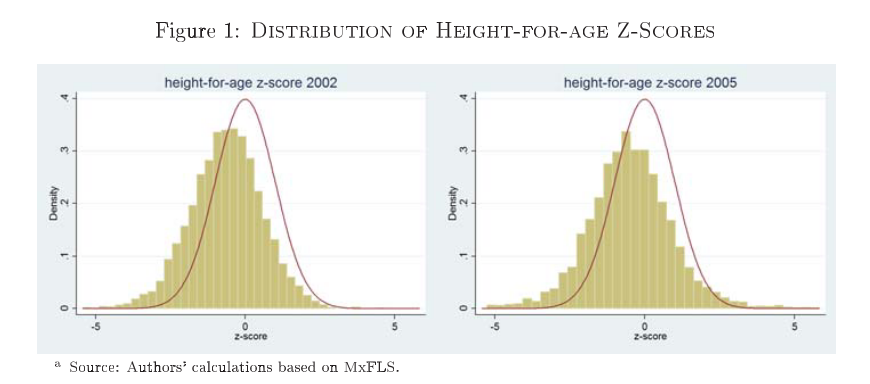 Figure 1: DISTRIBUTION OF HEIGHT-FOR-AGE Z-SCORES
height-for-age z-score 2002
height-for-age z-score 2005
Density
.4
.3
.2
.1
0
-5
0
5
z-score
Density
.4
.3
.2
.1
0
-5
0
5
z-score
a Source: Authors' calculations based on MxFLS.